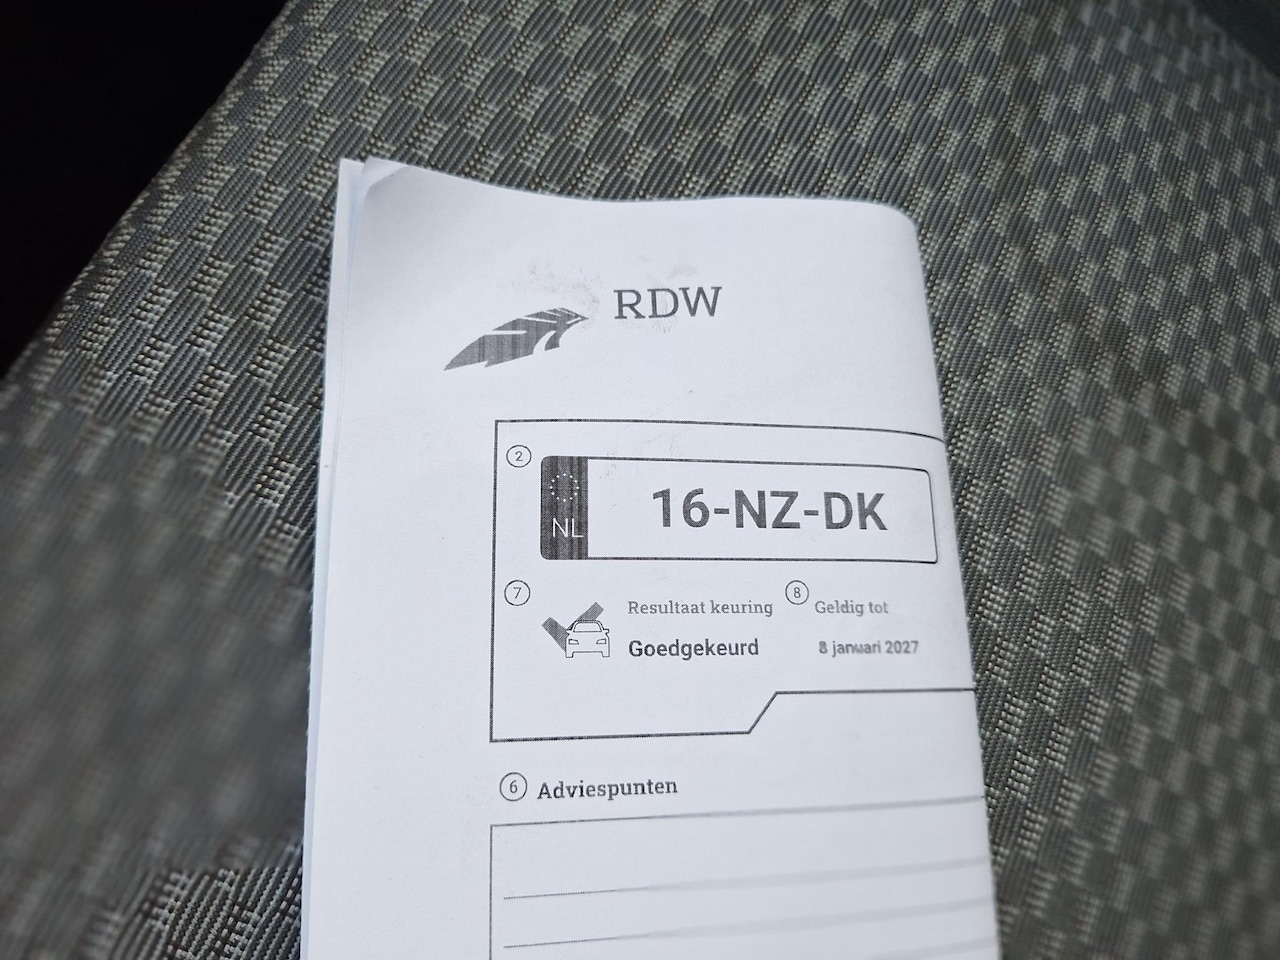 RDW
2
NL
16-NZ-DK
7
Resultaat keuring
8
Geldig tot
Goedgekeurd
8 januari 2027
6 Adviespunten